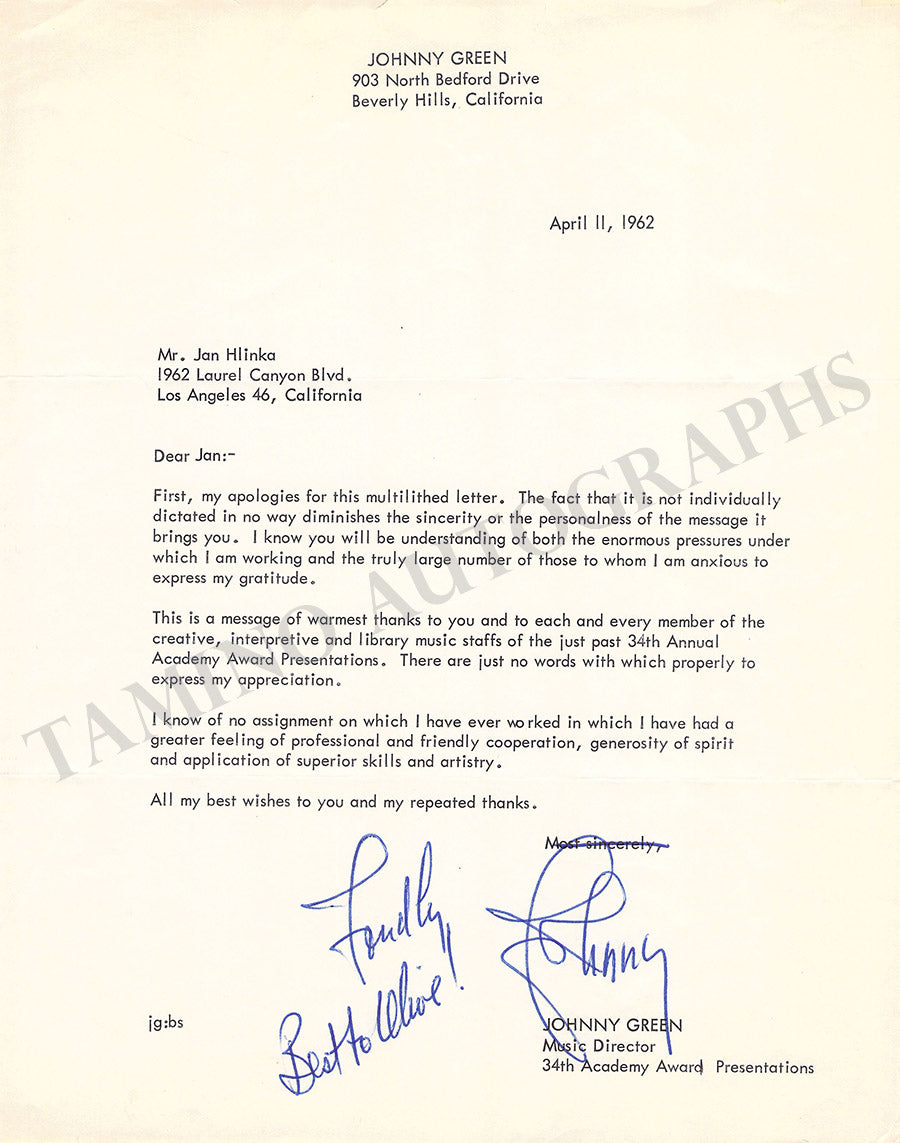 JOHNNY GREEN
903 North Bedford Drive
Beverly Hills, California
April 11, 1962
Mr. Jan Hlinka
1962 Laurel Canyon Blvd.
Los Angeles 46, California
Dear Jan:-
First, my apologies for this multilithed letter. The fact that it is not individually
dictated in no way diminishes the sincerity or the personalness of the message it
brings you. I know you will be understanding of both the enormous pressures under
which I am working and the truly large number of those to whom I am anxious to
express my gratitude.
This is a message of warmest thanks to you and to each and every member of the
creative, interpretive and library music staffs of the just past 34th Annual
Academy Award Presentations. There are just no words with which properly to
express my appreciation.
I know of no assignment on which I have ever worked in which I have had a
greater feeling of professional and friendly cooperation, generosity of spirit
and application of superior skills and artistry.
All my best wishes to you and my repeated thanks.
Most sincerely,
Fondly,
Johnny
Best to !
jg:bs
JOHNNY GREEN
Music Director
34th Academy Award Presentations
TAMINO AUTOGRAPHS